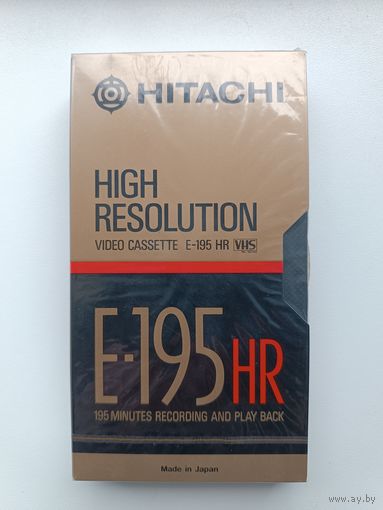 HITACHI
HIGH
RESOLUTION
VIDEO CASSETTE E-195 HR VHS
E-195 HR
195 MINUTES RECORDING AND PLAY BACK
Made in Japan
https://www.ay.by